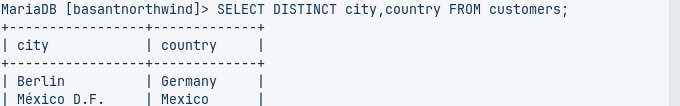 MariaDB [basantnorthwind]> SELECT DISTINCT city,country FROM customers;
+-----------------+-------------+
| city            | country     |
+-----------------+-------------+
| Berlin          | Germany     |
| México D.F.     | Mexico      |